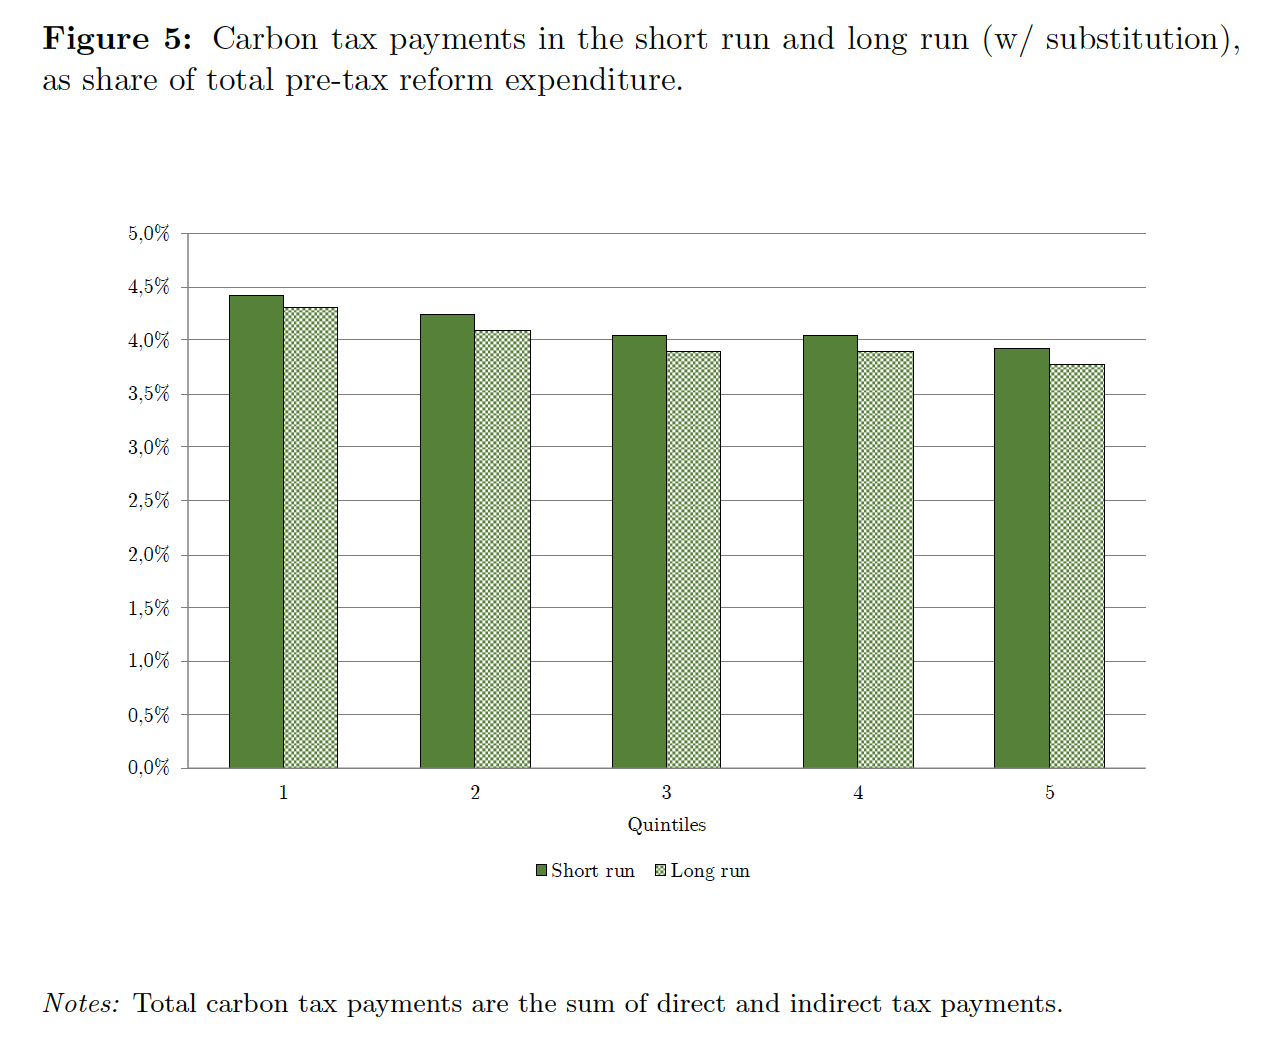 Figure 5: Carbon tax payments in the short run and long run (w/ substitution),
as share of total pre-tax reform expenditure.
5,0%
4,5%
4,0%
3,5%
3,0%
2,5%
2,0%
1,5%
1,0%
0,5%
0,0%
1 2 3 4 5
Quintiles
Short run Long run
Notes: Total carbon tax payments are the sum of direct and indirect tax payments.